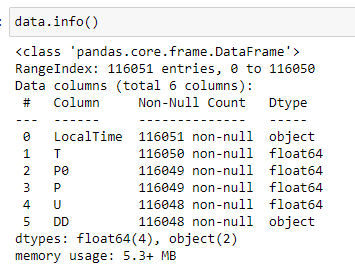 : data.info()
<class 'pandas.core.frame.DataFrame'>
RangeIndex: 116051 entries, 0 to 116050
Data columns (total 6 columns):
 #   Column     Non-Null Count   Dtype
---  ------     --------------   -----
 0   LocalTime  116051 non-null  object
 1   T          116050 non-null  float64
 2   P0         116049 non-null  float64
 3   P          116049 non-null  float64
 4   U          116048 non-null  float64
 5   DD         116048 non-null  object
dtypes: float64(4), object(2)
memory usage: 5.3+ MB